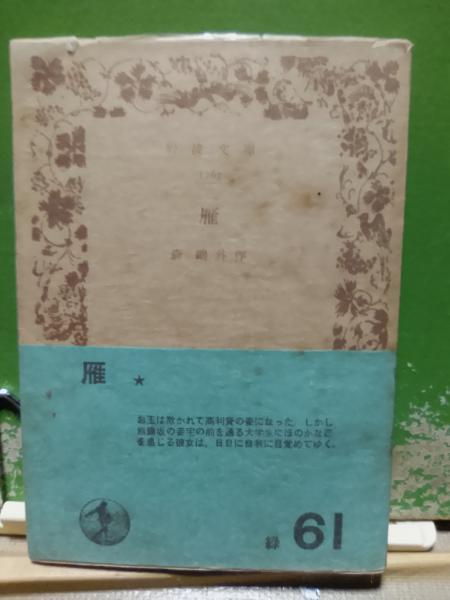 岩波文庫
雁
森鷗外作
雁 ★
お玉は欺かれて高利貸の妾になった. しかし
無縁坂の妾宅の前を通る大学生にほのかな恋
を感じる彼女は, 日日に自我に目覚めてゆく.
緑 61